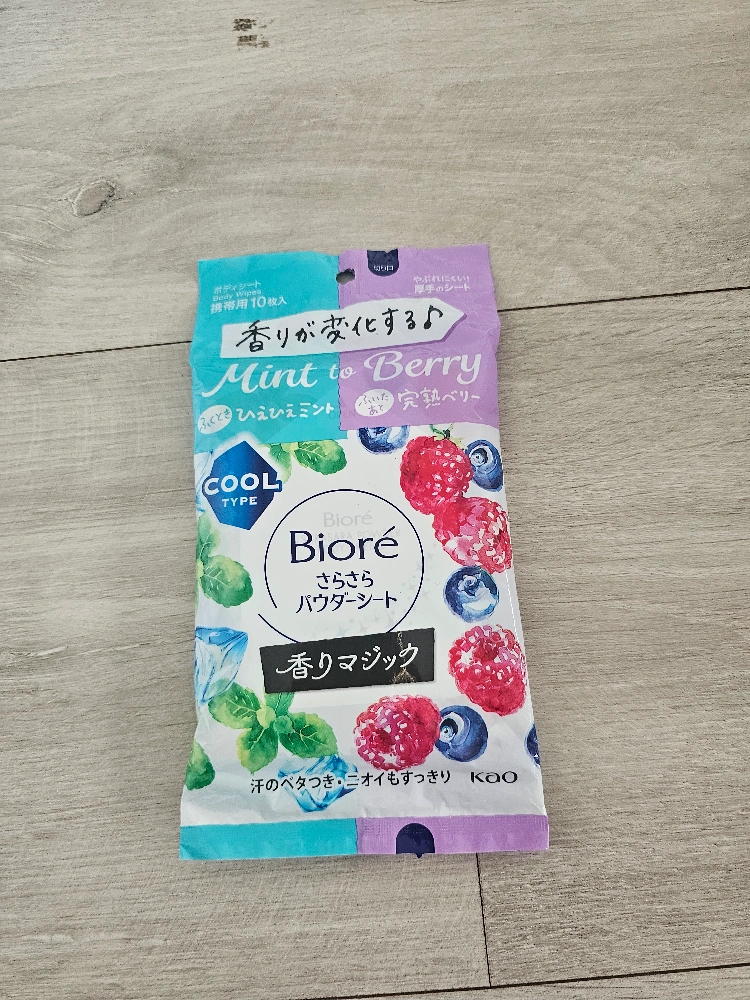 切り口
ボディシート
Body Wipes
携帯用10枚入
やぶれにくい!
厚手のシート
香りが変化する♪
Mint to Berry
ふくとき ひえひえミント
ふいたあと 完熟ベリー
COOL
TYPE
Bioré
Bioré
さらさら
パウダーシート
香りマジック
汗のベタつき・ニオイもすっきり Kao